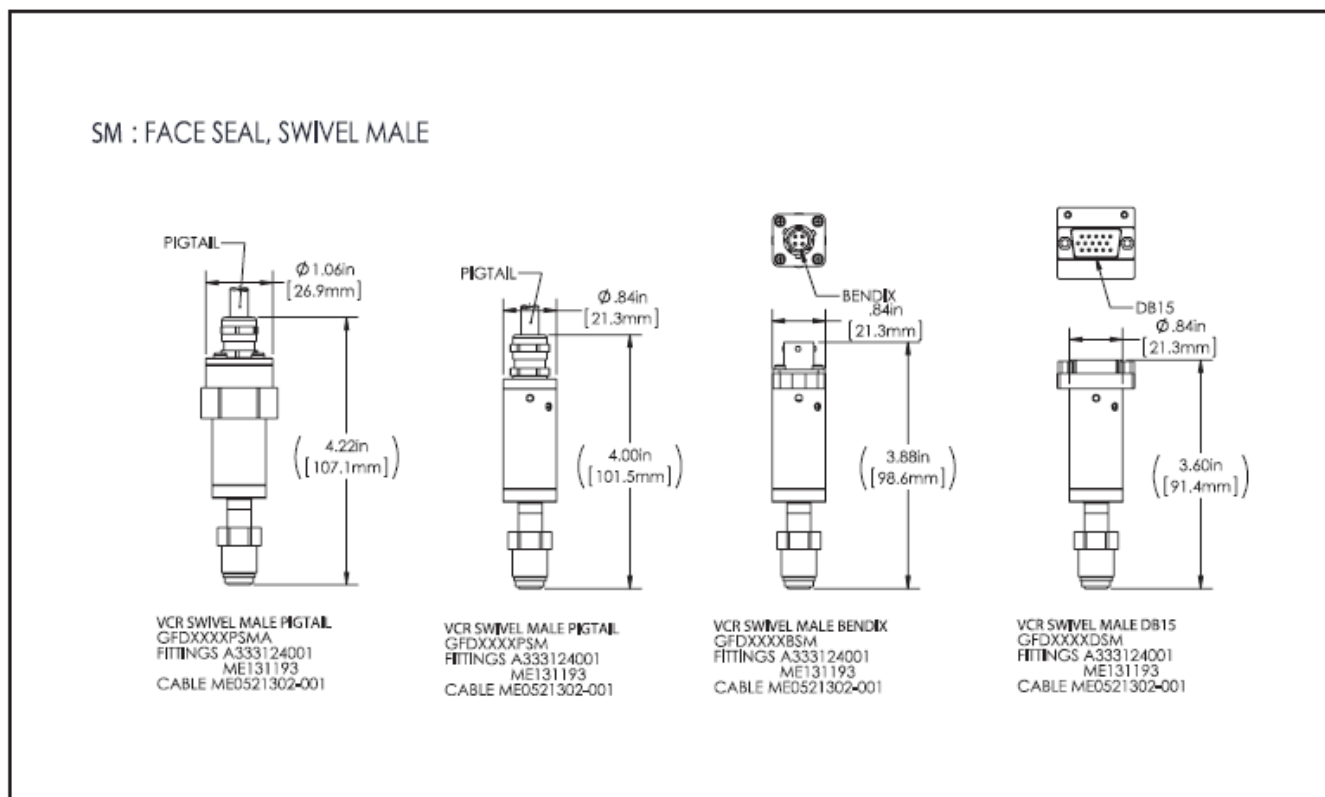 SM : FACE SEAL, SWIVEL MALE
PIGTAIL
Ø 1.06in
[26.9mm]
4.22in
[107.1mm]
VCR SWIVEL MALE PIGTAIL
GFDXXXXPSMA
FITTINGS A333124001
ME131193
CABLE ME0521302-001
PIGTAIL
Ø .84in
[21.3mm]
(4.00in
[101.5mm])
VCR SWIVEL MALE PIGTAIL
GFDXXXXPSM
FITTINGS A333124001
ME131193
CABLE ME0521302-001
BENDIX
.84in
[21.3mm]
(3.88in
[98.6mm])
VCR SWIVEL MALE BENDIX
GFDXXXXBSM
FITTINGS A333124001
ME131193
CABLE ME0521302-001
DB15
Ø .84in
[21.3mm]
(3.60in
[91.4mm])
VCR SWIVEL MALE DB15
GFDXXXXDSM
FITTINGS A333124001
ME131193
CABLE ME0521302-001